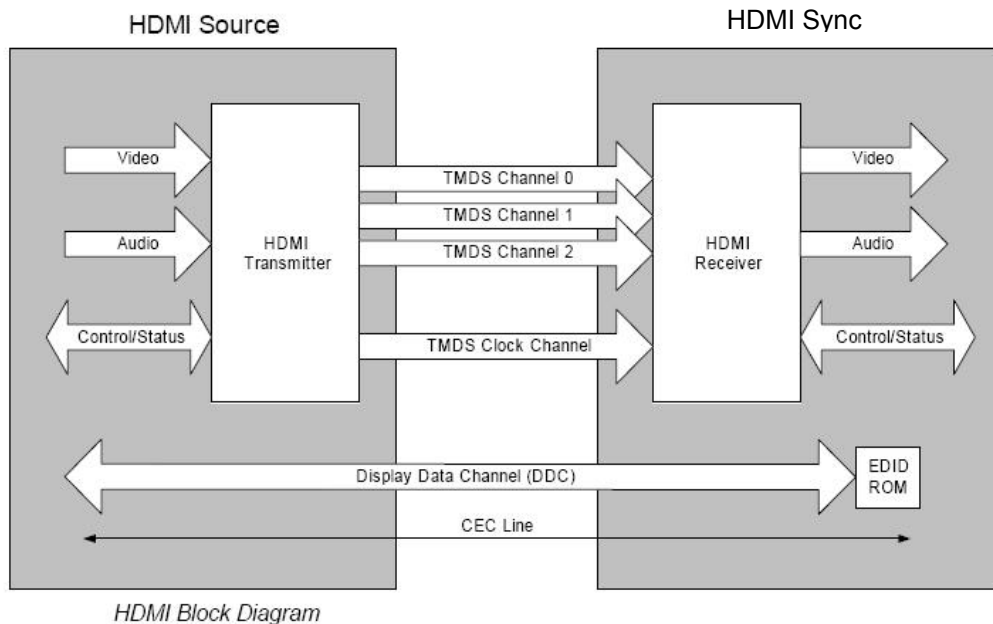 HDMI Source
HDMI Sync
Video
Audio
Control/Status
HDMI
Transmitter
TMDS Channel 0
TMDS Channel 1
TMDS Channel 2
TMDS Clock Channel
HDMI
Receiver
Video
Audio
Control/Status
Display Data Channel (DDC)
EDID
ROM
CEC Line
HDMI Block Diagram